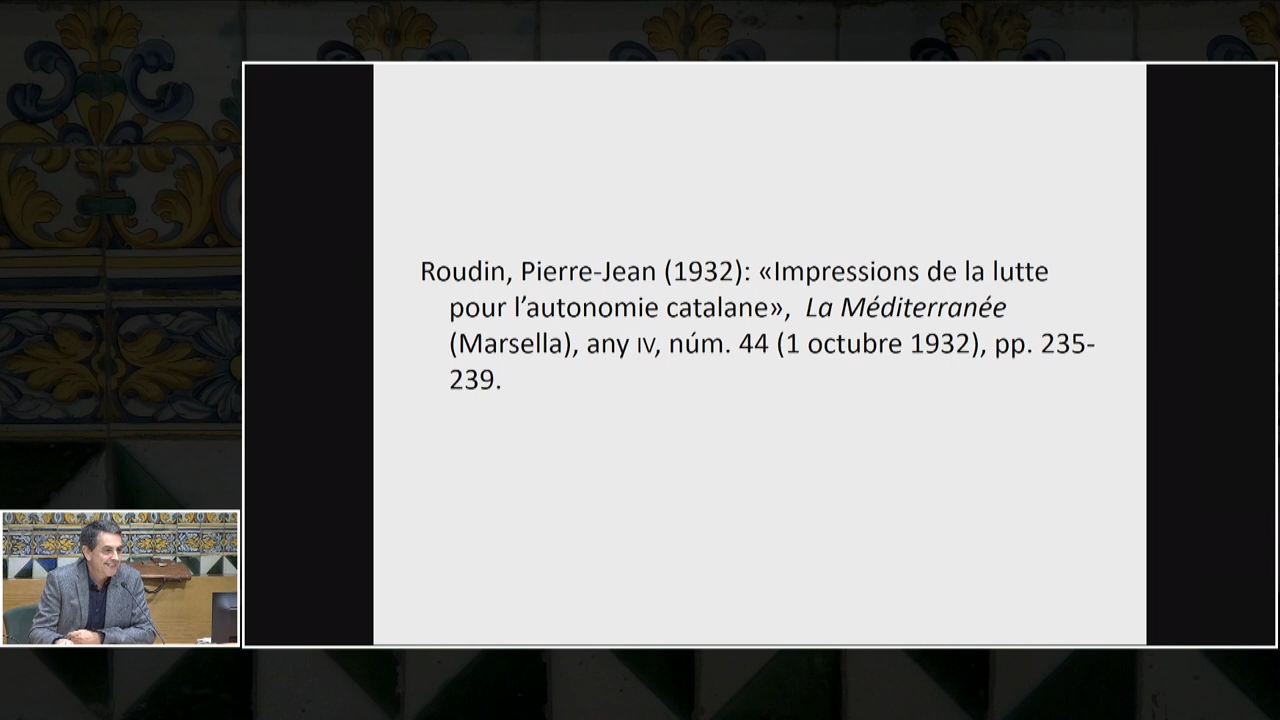 Roudin, Pierre-Jean (1932): «Impressions de la lutte
pour l’autonomie catalane», La Méditerranée
(Marsella), any IV, núm. 44 (1 octubre 1932), pp. 235-
239.